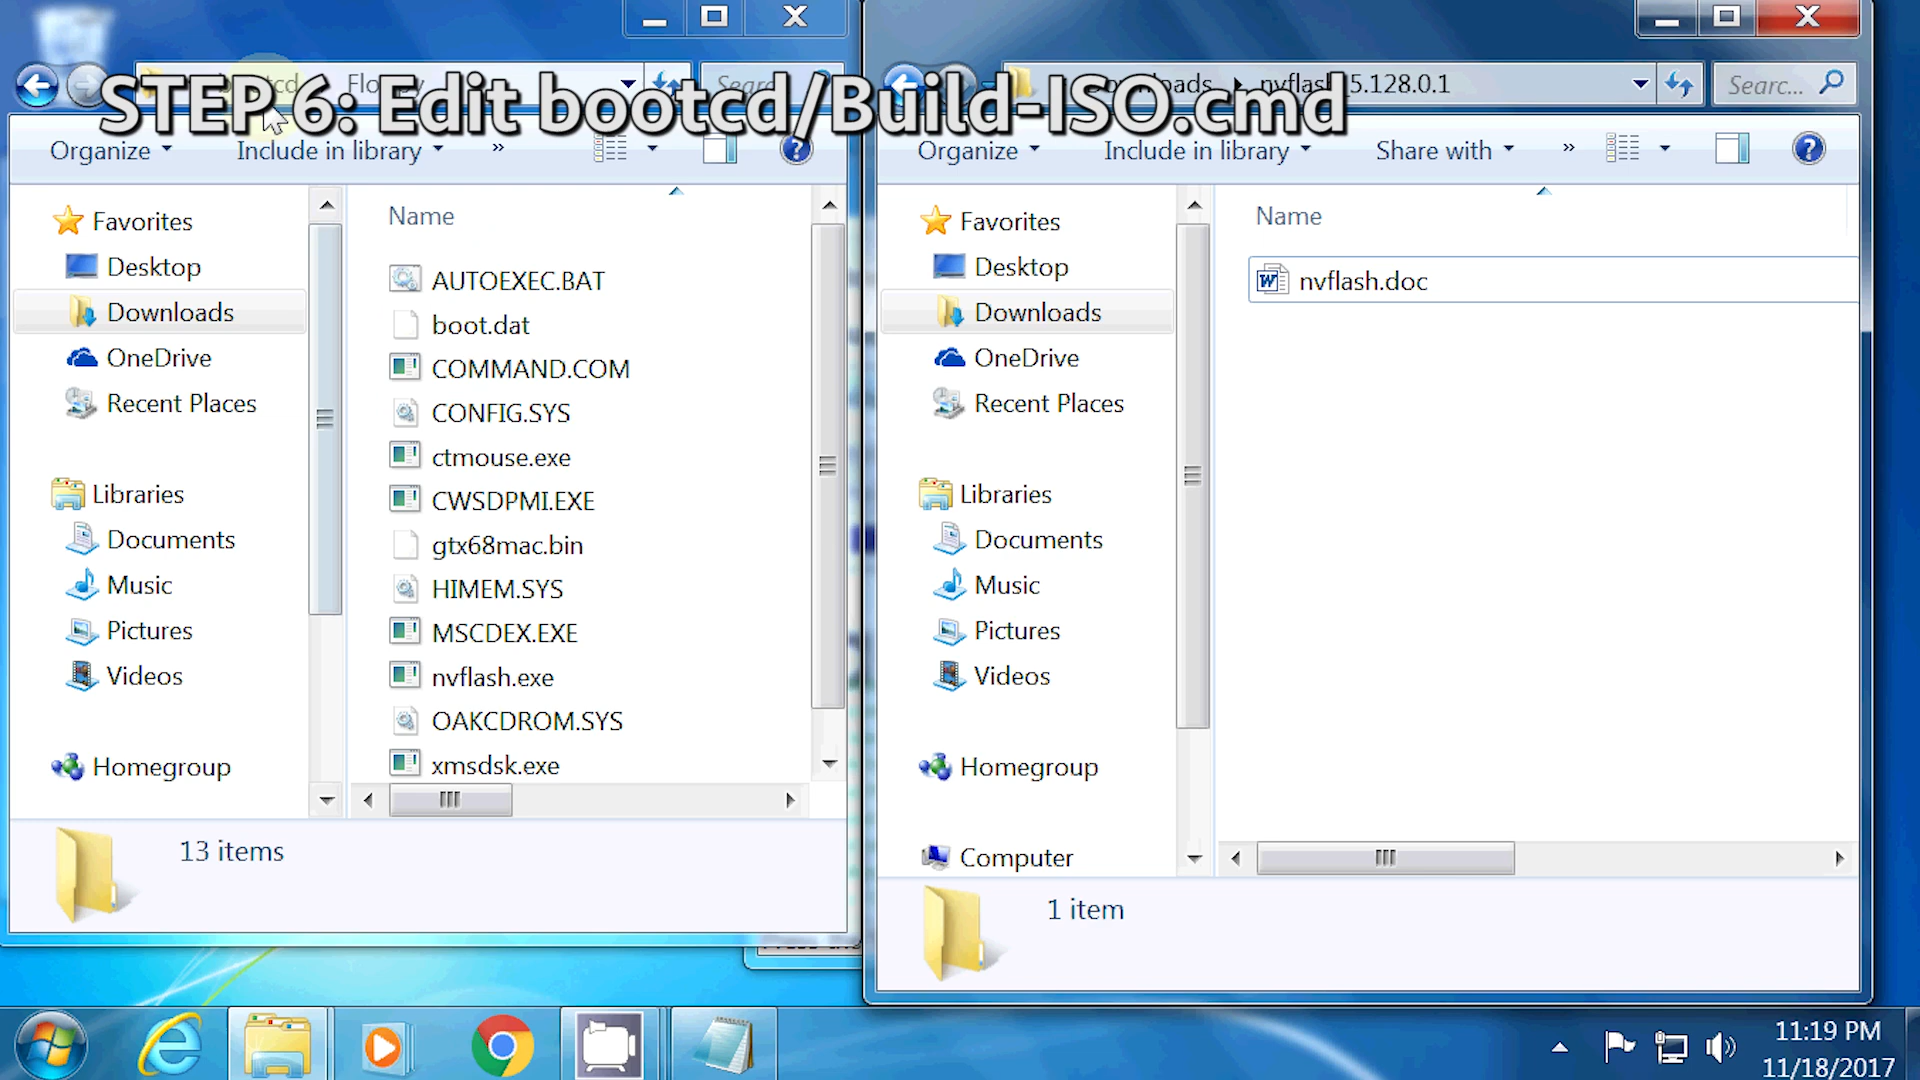 STEP 6: Edit bootcd/Build-ISO.cmd
Organize
Include in library
»
Name
Favorites
Desktop
Downloads
OneDrive
Recent Places
Libraries
Documents
Music
Pictures
Videos
Homegroup
AUTOEXEC.BAT
boot.dat
COMMAND.COM
CONFIG.SYS
ctmouse.exe
CWSDPMI.EXE
gtx68mac.bin
HIMEM.SYS
MSCDEX.EXE
nvflash.exe
OAKCDROM.SYS
xmsdsk.exe
13 items
5.128.0.1
Searc...
Organize
Include in library
Share with
»
Name
Favorites
Desktop
Downloads
OneDrive
Recent Places
Libraries
Documents
Music
Pictures
Videos
Homegroup
Computer
nvflash.doc
1 item
11:19 PM
11/18/2017